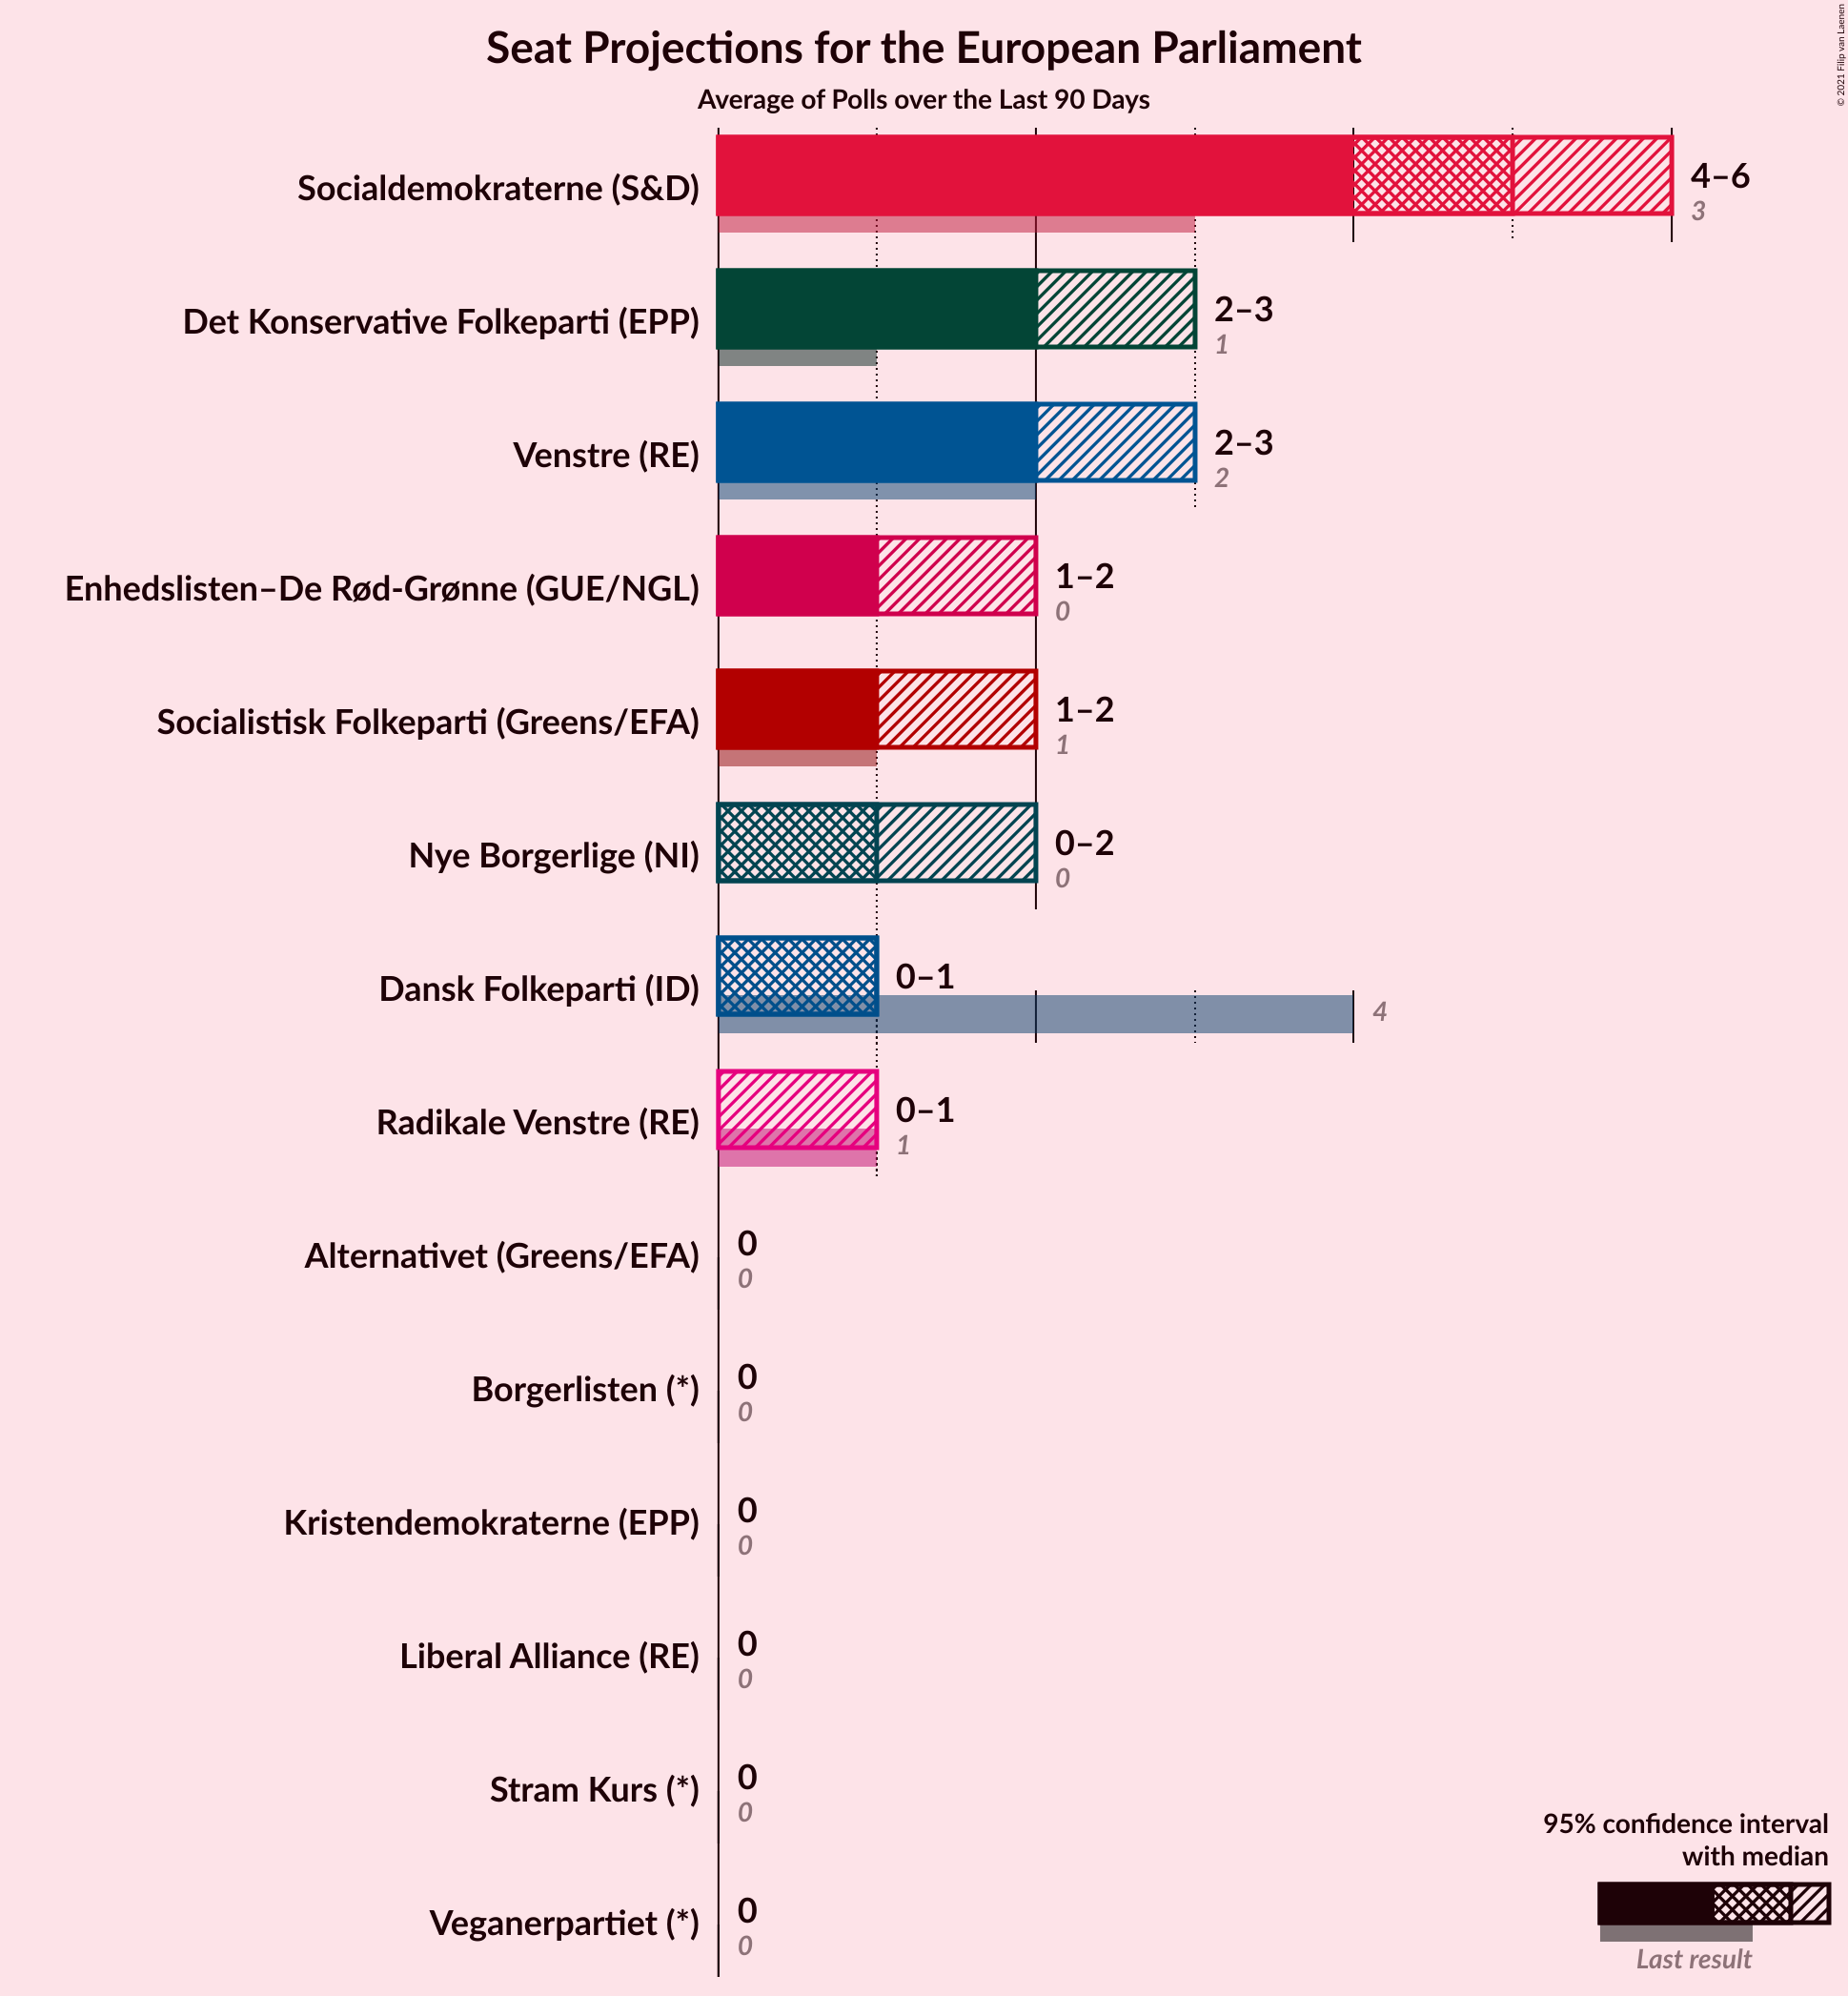 Seat Projections for the European Parliament
Average of Polls over the Last 90 Days
© 2021 Filip van Laenen
Socialdemokraterne (S&D)
4–6
3
Det Konservative Folkeparti (EPP)
2–3
1
Venstre (RE)
2–3
2
Enhedslisten–De Rød-Grønne (GUE/NGL)
1–2
0
Socialistisk Folkeparti (Greens/EFA)
1–2
1
Nye Borgerlige (NI)
0–2
0
Dansk Folkeparti (ID)
0–1
4
Radikale Venstre (RE)
0–1
1
Alternativet (Greens/EFA)
0
0
Borgerlisten (*)
0
0
Kristendemokraterne (EPP)
0
0
Liberal Alliance (RE)
0
0
Stram Kurs (*)
0
0
Veganerpartiet (*)
0
0
95% confidence interval
with median
Last result